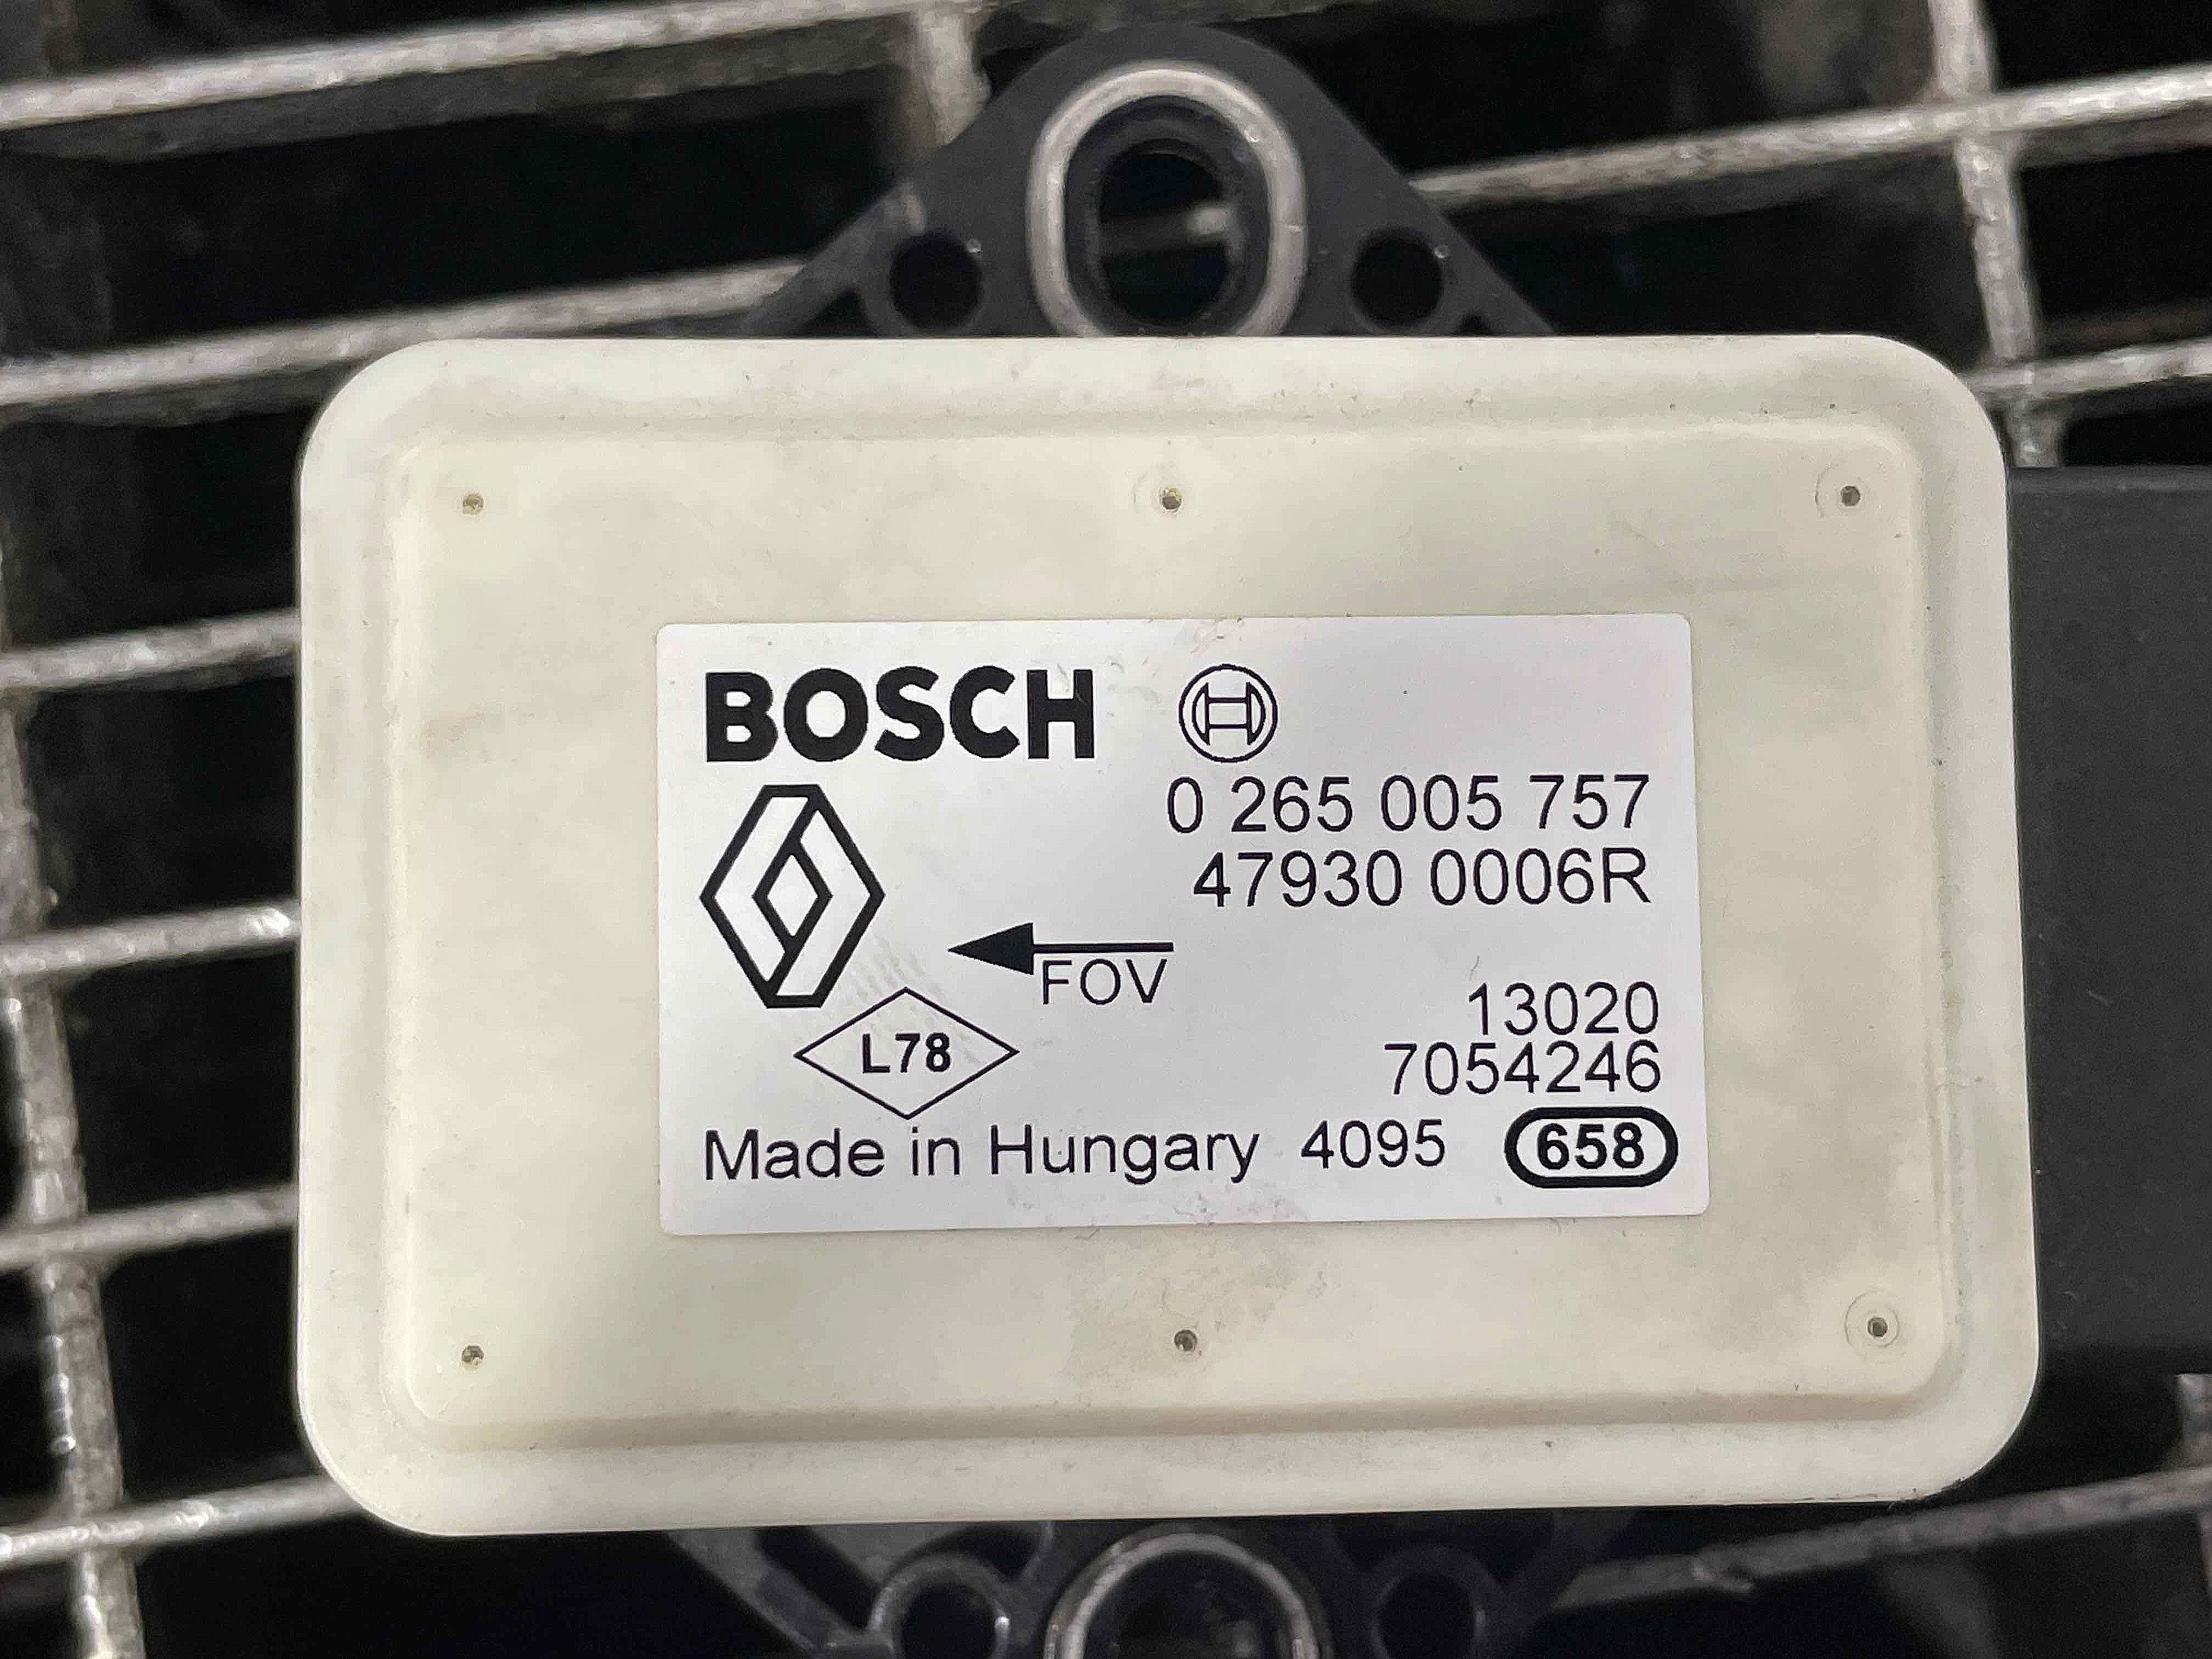 BOSCH
0 265 005 757
47930 0006R
FOV
13020
L78
7054246
Made in Hungary 4095 658